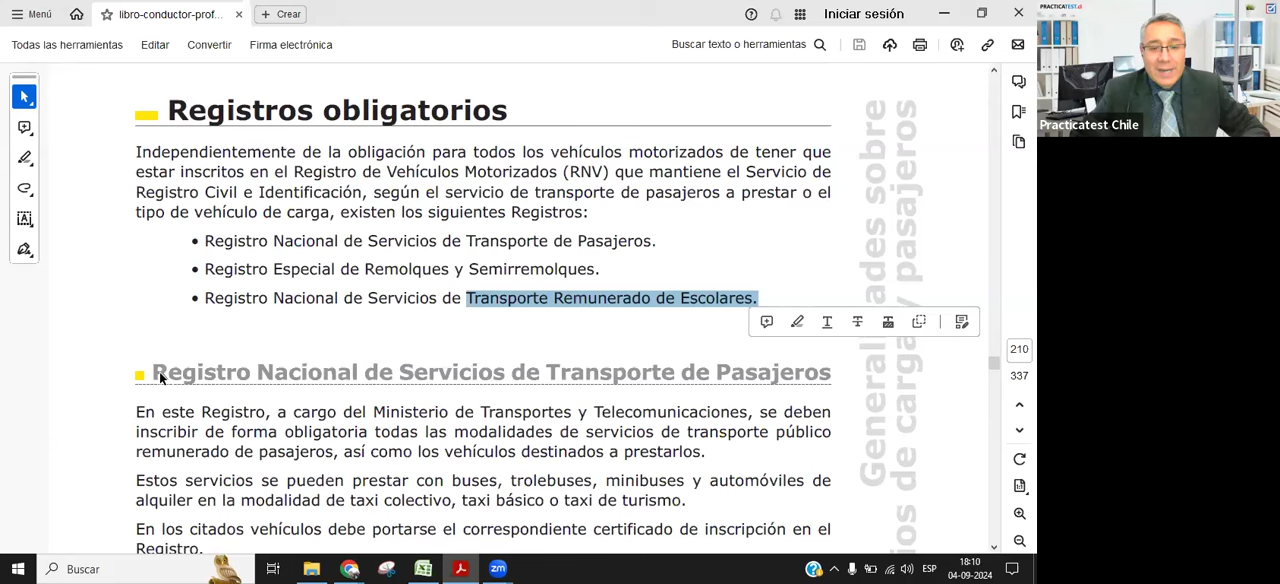 Menú
libro-conductor-prof...
Crear
Iniciar sesión
Todas las herramientas
Editar
Convertir
Firma electrónica
Buscar texto o herramientas
PRACTICATEST.cl
Practicatest Chile
Registros obligatorios
Independientemente de la obligación para todos los vehículos motorizados de tener que
estar inscritos en el Registro de Vehículos Motorizados (RNV) que mantiene el Servicio de
Registro Civil e Identificación, según el servicio de transporte de pasajeros a prestar o el
tipo de vehículo de carga, existen los siguientes Registros:
• Registro Nacional de Servicios de Transporte de Pasajeros.
• Registro Especial de Remolques y Semirremolques.
• Registro Nacional de Servicios de Transporte Remunerado de Escolares.
Registro Nacional de Servicios de Transporte de Pasajeros
En este Registro, a cargo del Ministerio de Transportes y Telecomunicaciones, se deben
inscribir de forma obligatoria todas las modalidades de servicios de transporte público
remunerado de pasajeros, así como los vehículos destinados a prestarlos.
Estos servicios se pueden prestar con buses, trolebuses, minibuses y automóviles de
alquiler en la modalidad de taxi colectivo, taxi básico o taxi de turismo.
En los citados vehículos debe portarse el correspondiente certificado de inscripción en el
Registro.
Generalidades sobre
ios de carga y pasajeros
210
337
Buscar
ESP
18:10
04-09-2024